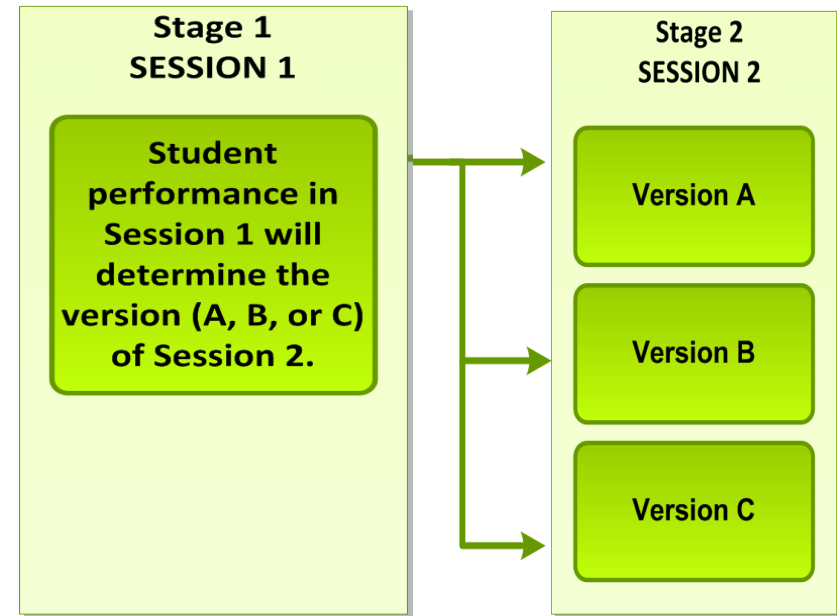 Stage 1
SESSION 1
Student
performance in
Session 1 will
determine the
version (A, B, or C)
of Session 2.
Stage 2
SESSION 2
Version A
Version B
Version C